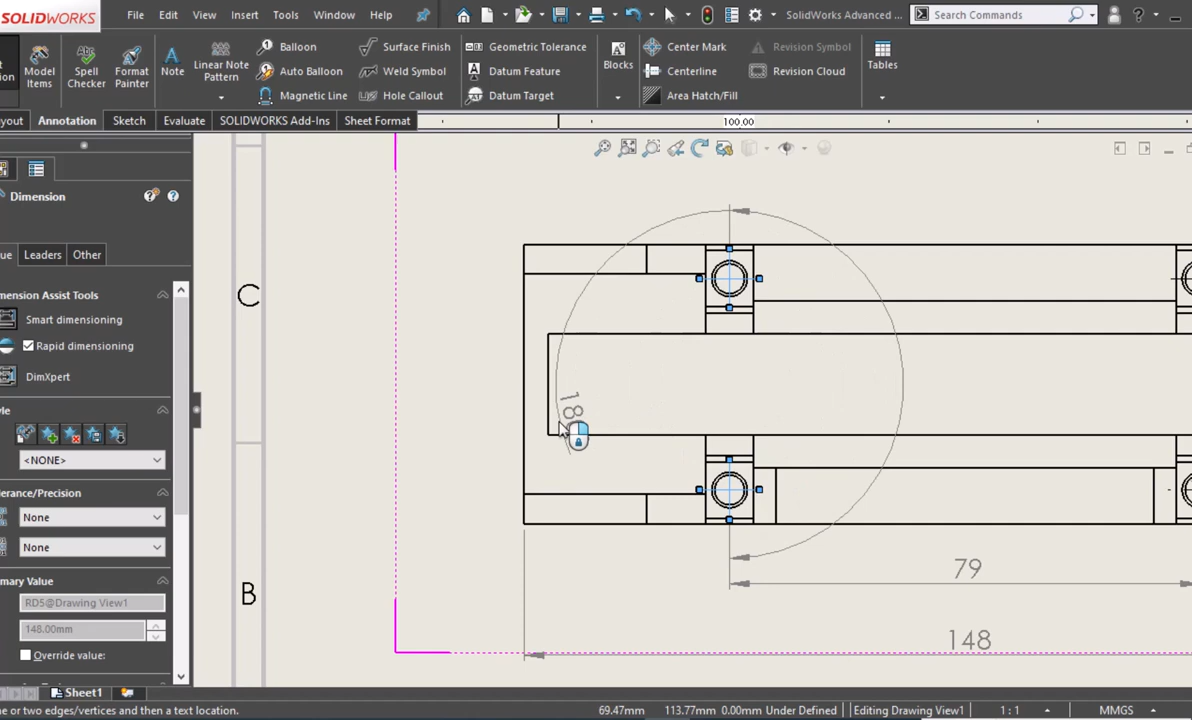 SOLIDWORKS File Edit View Insert Tools Window Help SolidWorks Advanced ... Search Commands
Model Items
Spell Checker
Format Painter
Note
Linear Note Pattern
Balloon
Auto Balloon
Magnetic Line
Surface Finish
Weld Symbol
Hole Callout
Geometric Tolerance
Datum Feature
Datum Target
Blocks
Center Mark
Centerline
Area Hatch/Fill
Revision Symbol
Revision Cloud
Tables
Annotation Sketch Evaluate SOLIDWORKS Add-Ins Sheet Format
100.00
Dimension
Leaders Other
mension Assist Tools
Smart dimensioning
Rapid dimensioning
DimXpert
<NONE>
lerance/Precision
None
None
mary Value
RD5@Drawing View1
148.00mm
Override value:
C
B
79
148
Sheet1
ne or two edges/vertices and then a text location.
69.47mm 113.77mm 0.00mm Under Defined Editing Drawing View1 1 : 1 MMGS